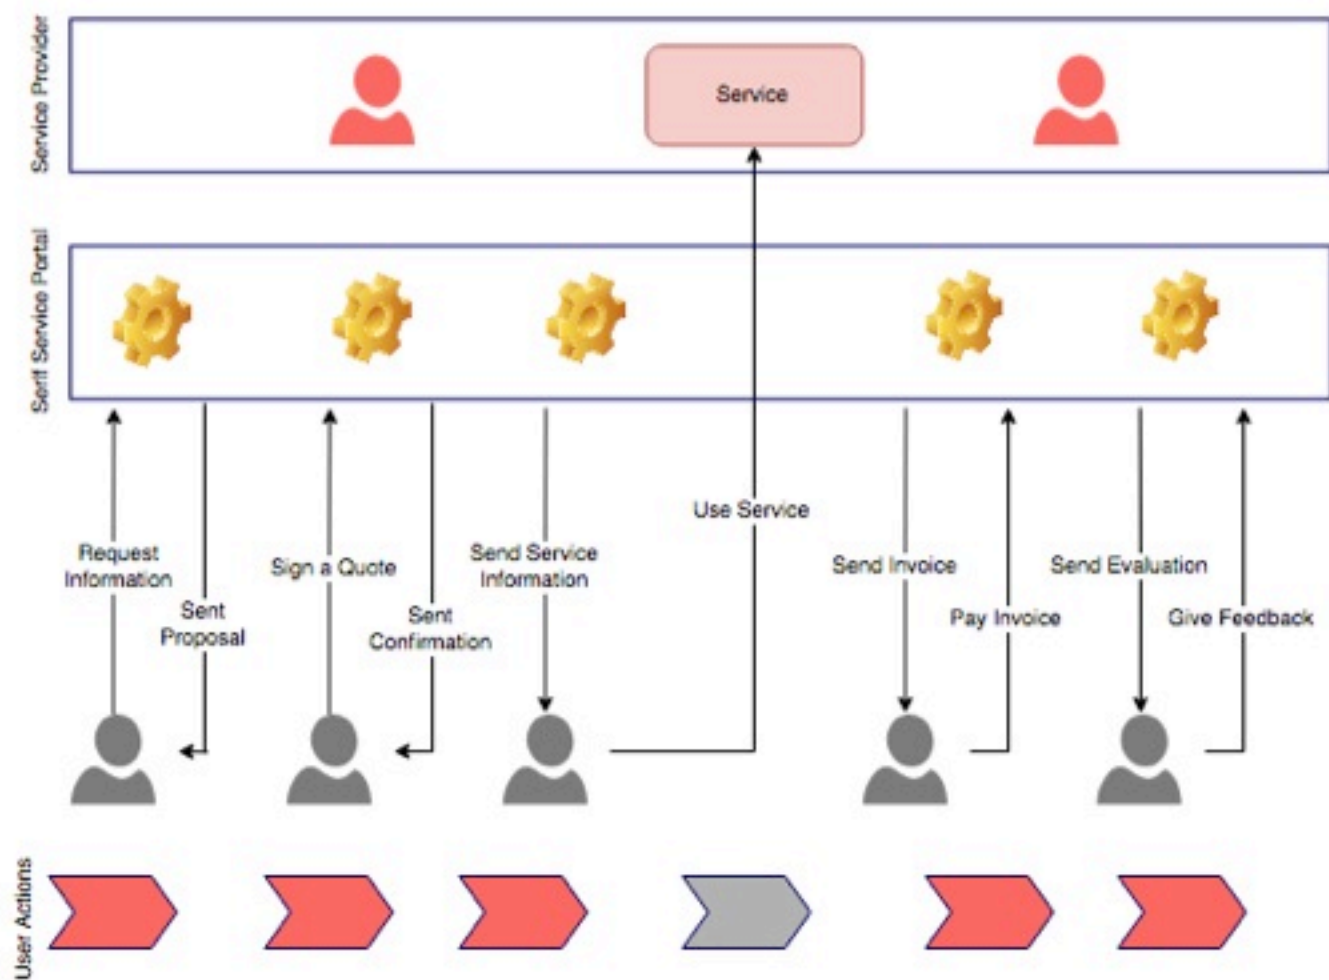 Service Provider
Service
Serif Service Portal
Use Service
Request
Information
Sign a Quote
Send Service
Information
Send Invoice
Send Evaluation
Sent
Proposal
Sent
Confirmation
Pay Invoice
Give Feedback
User Actions